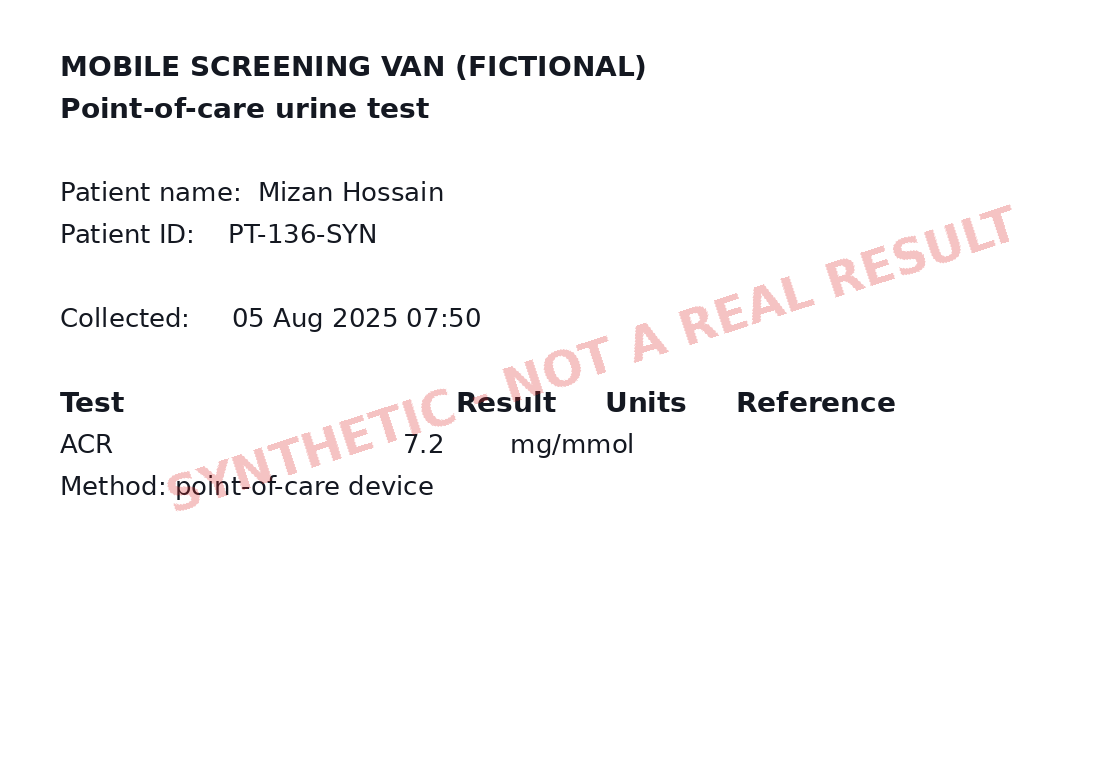 MOBILE SCREENING VAN (FICTIONAL)
Point-of-care urine test
Patient name: Mizan Hossain
Patient ID: PT-136-SYN
Collected: 05 Aug 2025 07:50
Test Result Units Reference
ACR 7.2 mg/mmol
Method: point-of-care device
SYNTHETIC - NOT A REAL RESULT